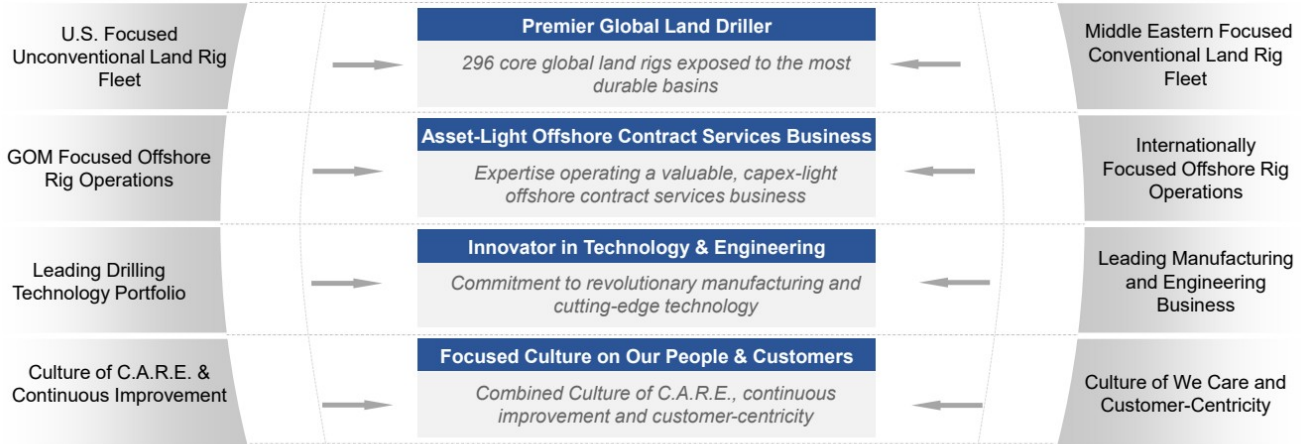 U.S. Focused
Unconventional Land Rig
Fleet
Premier Global Land Driller
296 core global land rigs exposed to the most
durable basins
Middle Eastern Focused
Conventional Land Rig
Fleet
GOM Focused Offshore
Rig Operations
Asset-Light Offshore Contract Services Business
Expertise operating a valuable, capex-light
offshore contract services business
Internationally
Focused Offshore Rig
Operations
Leading Drilling
Technology Portfolio
Innovator in Technology & Engineering
Commitment to revolutionary manufacturing and
cutting-edge technology
Leading Manufacturing
and Engineering
Business
Culture of C.A.R.E. &
Continuous Improvement
Focused Culture on Our People & Customers
Combined Culture of C.A.R.E., continuous
improvement and customer-centricity
Culture of We Care and
Customer-Centricity